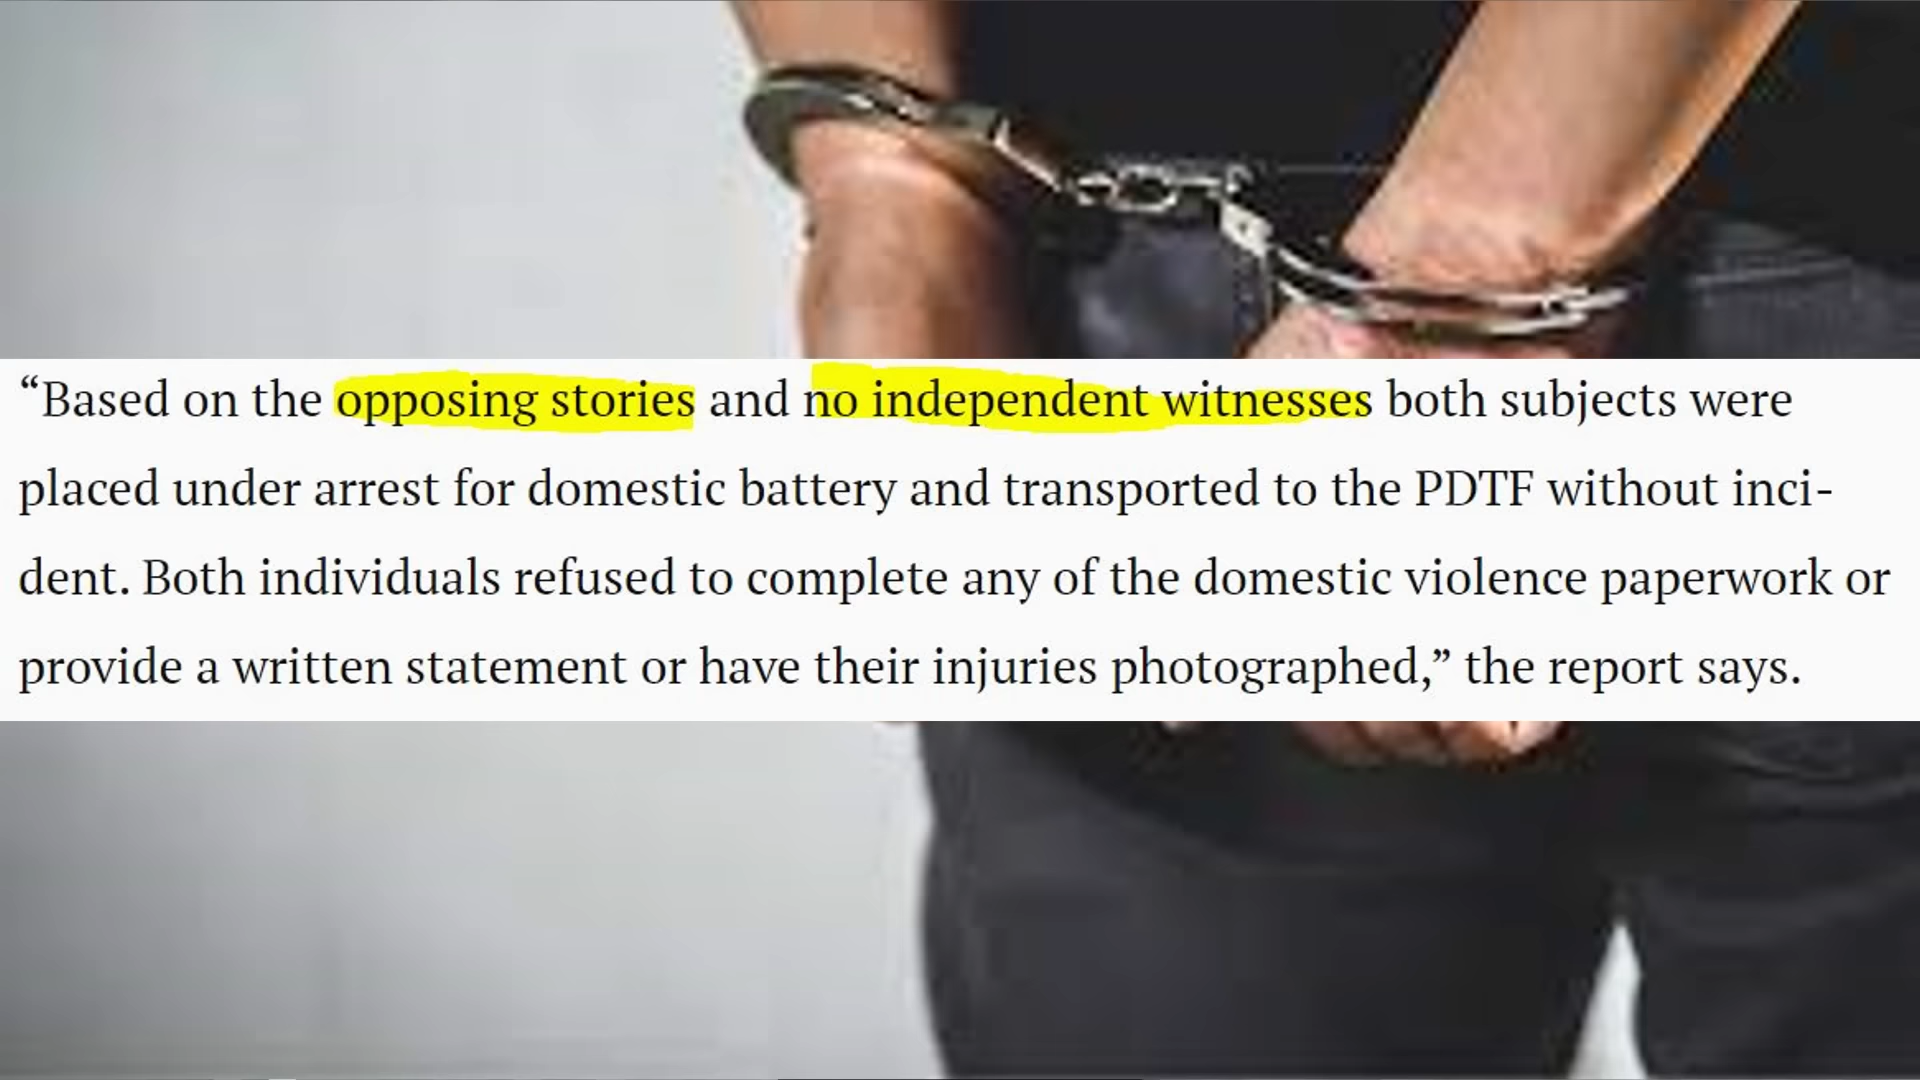 “Based on the opposing stories and no independent witnesses both subjects were
placed under arrest for domestic battery and transported to the PDTF without inci-
dent. Both individuals refused to complete any of the domestic violence paperwork or
provide a written statement or have their injuries photographed,” the report says.